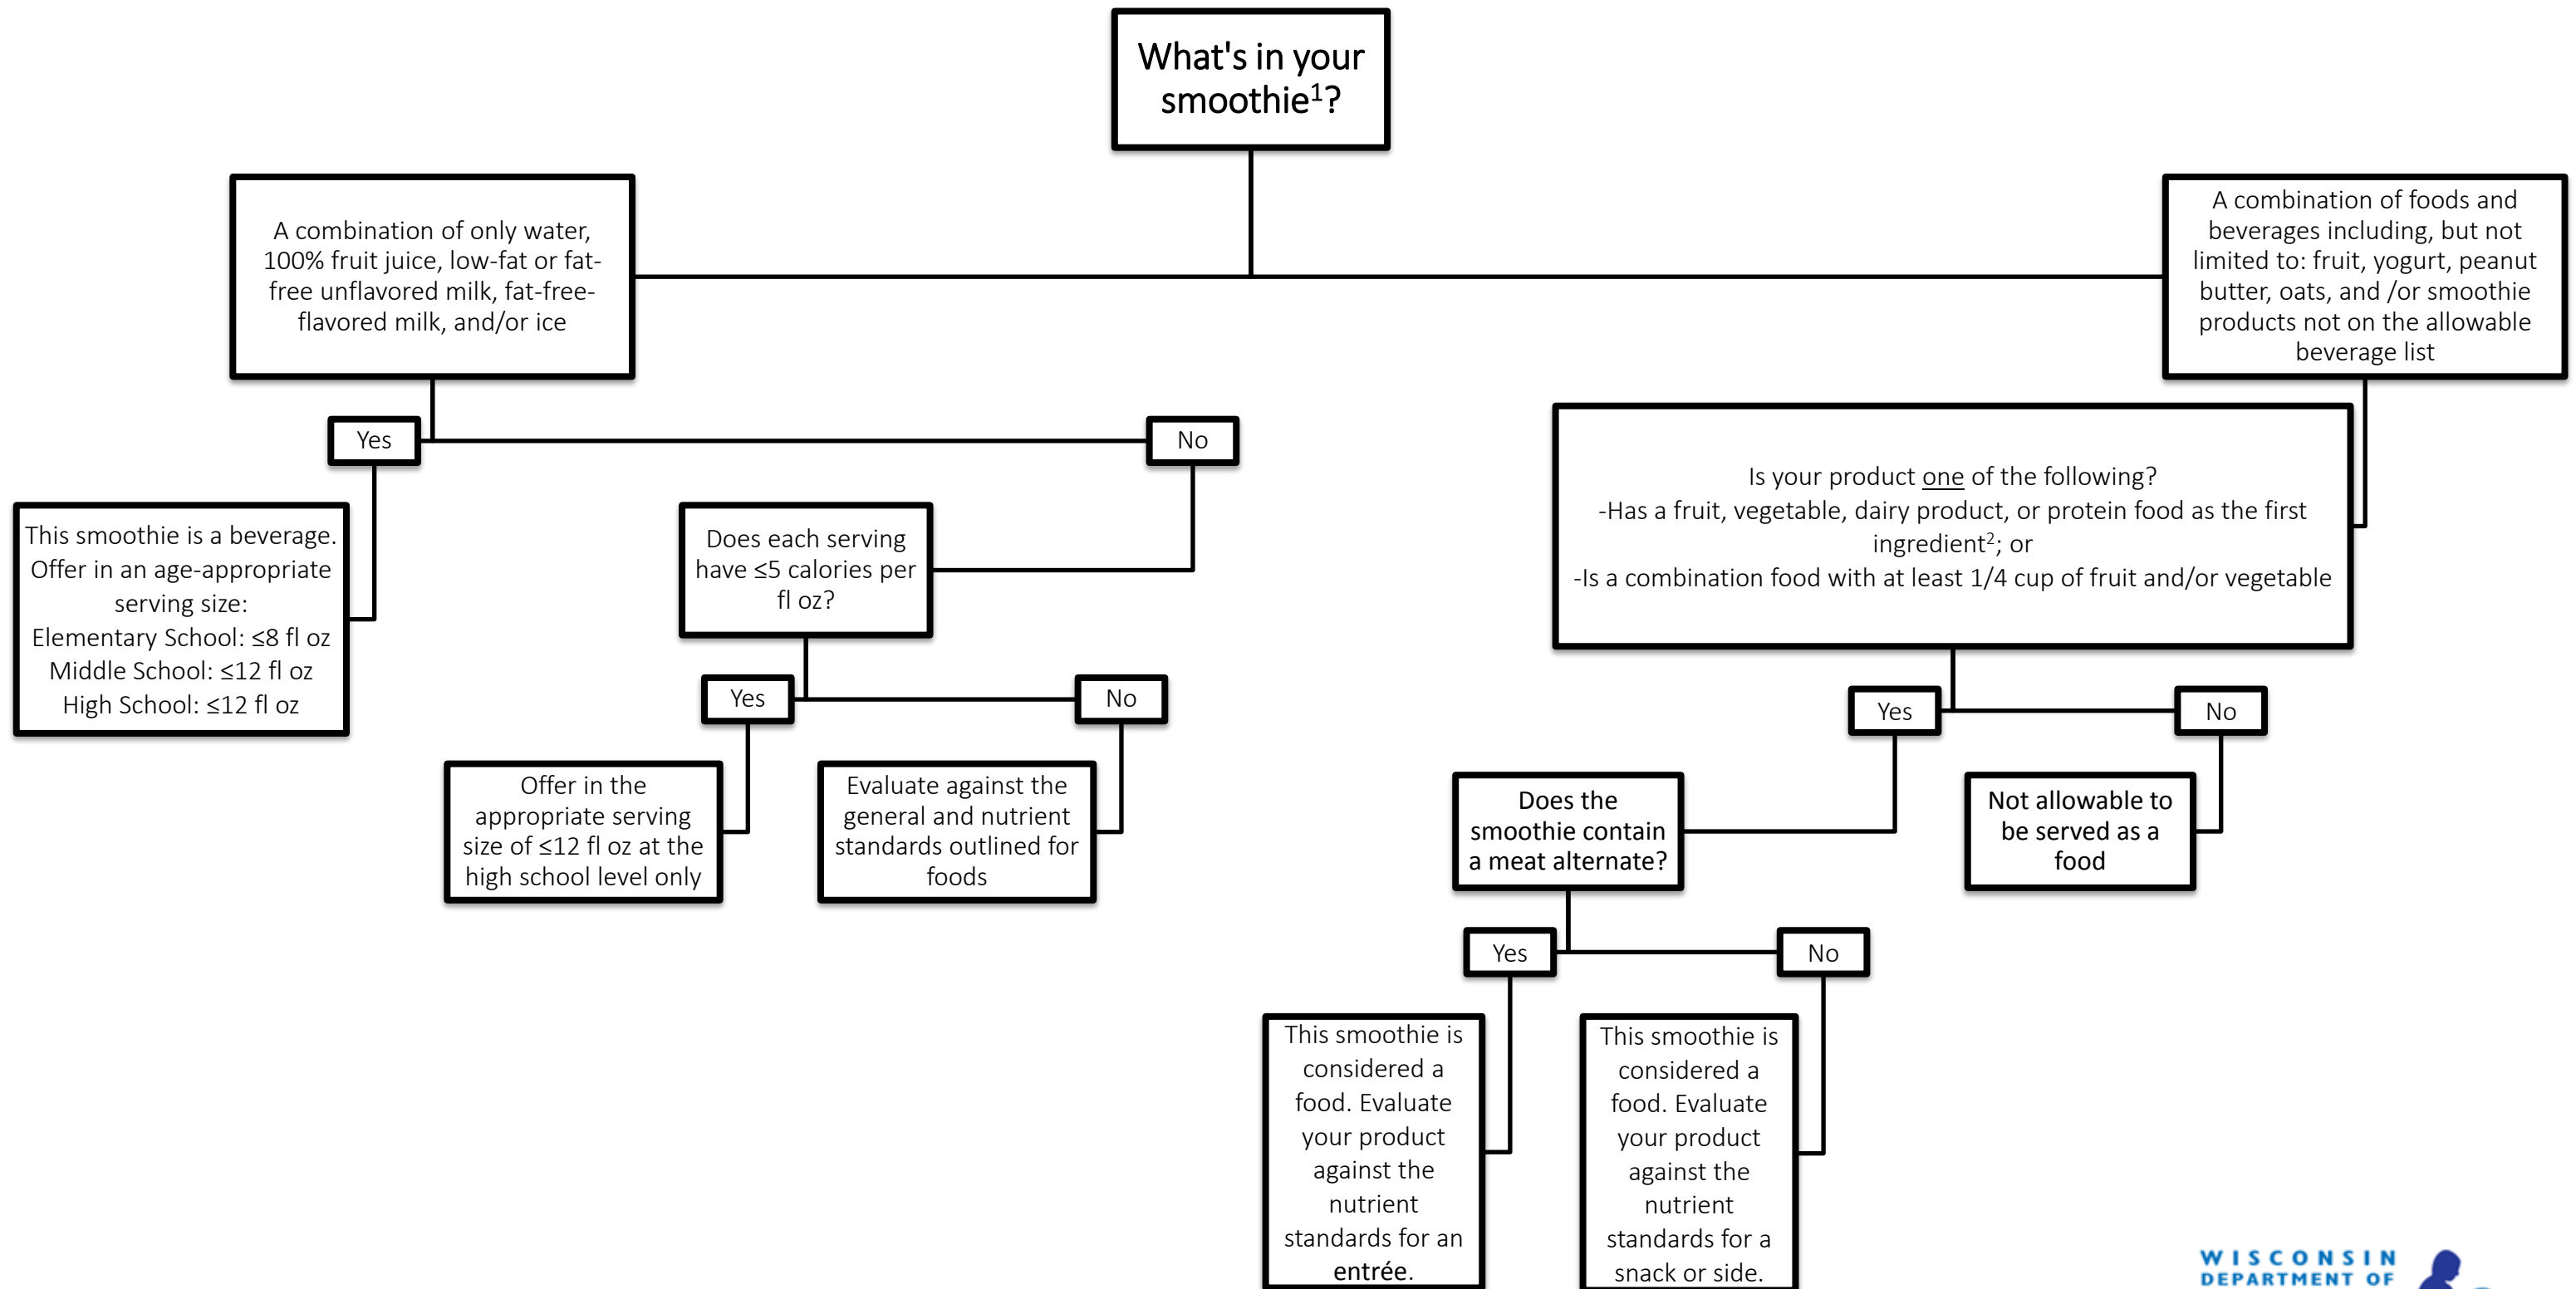 What's in your
smoothie¹?
A combination of only water,
100% fruit juice, low-fat or fat-
free unflavored milk, fat-free-
flavored milk, and/or ice
A combination of foods and
beverages including, but not
limited to: fruit, yogurt, peanut
butter, oats, and /or smoothie
products not on the allowable
beverage list
Yes
No
This smoothie is a beverage.
Offer in an age-appropriate
serving size:
Elementary School: ≤8 fl oz
Middle School: ≤12 fl oz
High School: ≤12 fl oz
Does each serving
have ≤5 calories per
fl oz?
Yes
No
Offer in the
appropriate serving
size of ≤12 fl oz at the
high school level only
Evaluate against the
general and nutrient
standards outlined for
foods
Is your product one of the following?
-Has a fruit, vegetable, dairy product, or protein food as the first
ingredient²; or
-Is a combination food with at least 1/4 cup of fruit and/or vegetable
Yes
No
Does the
smoothie contain
a meat alternate?
Not allowable to
be served as a
food
Yes
No
This smoothie is
considered a
food. Evaluate
your product
against the
nutrient
standards for an
entrée.
This smoothie is
considered a
food. Evaluate
your product
against the
nutrient
standards for a
snack or side.
WISCONSIN
DEPARTMENT OF